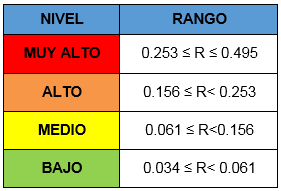 NIVEL RANGO
MUY ALTO 0.253 ≤ R ≤ 0.495
ALTO 0.156 ≤ R< 0.253
MEDIO 0.061 ≤ R<0.156
BAJO 0.034 ≤ R< 0.061